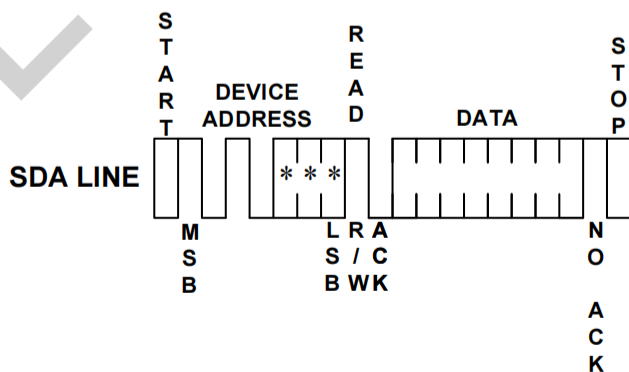 START
DEVICE
ADDRESS
READ
DATA
STOP
SDA LINE
* * *
MSB
LSB
R/W
ACK
NO ACK